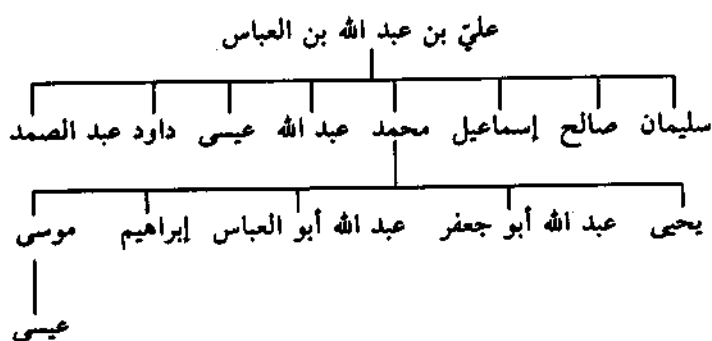 عليّ بن عبد الله بن العباس
سليمان صالح إسماعيل محمد عبد الله عيسى داود عبد الصمد
يحيى عبد الله أبو جعفر عبد الله أبو العباس إبراهيم موسى
عيسى